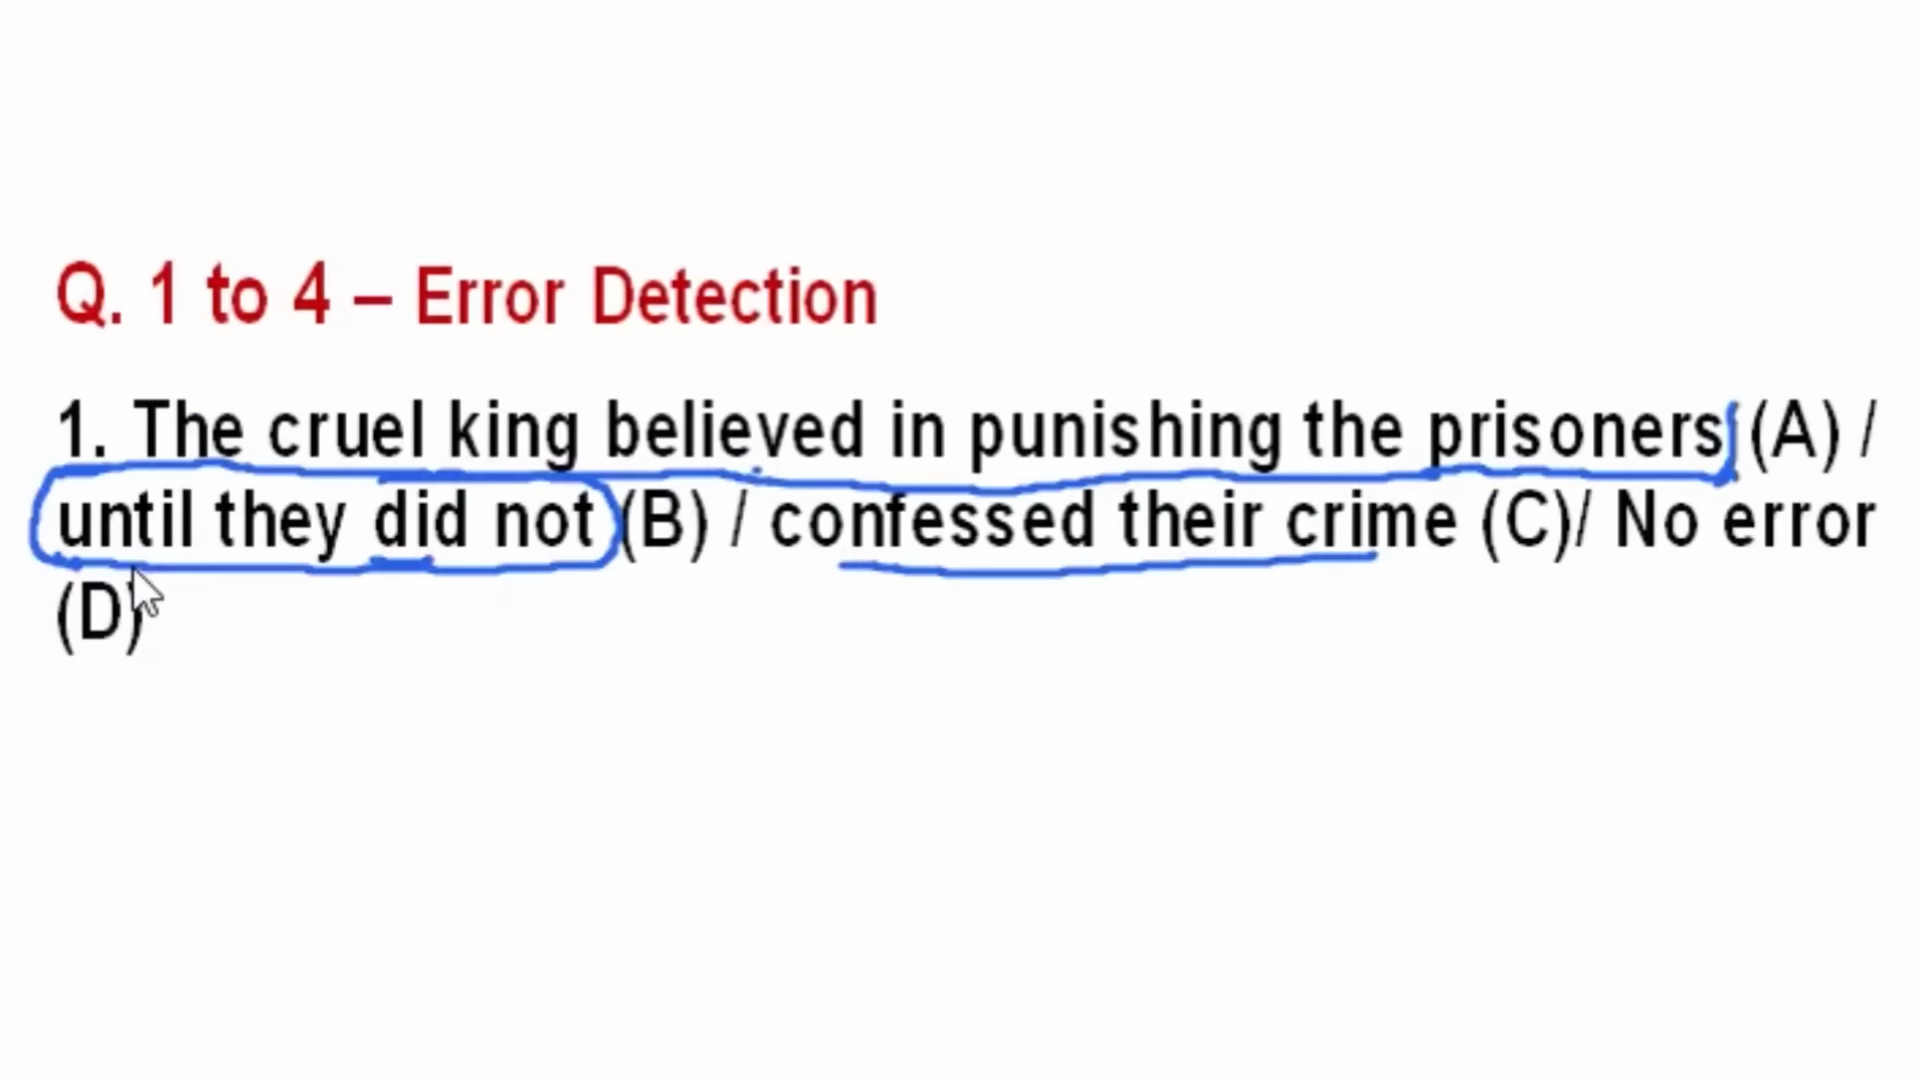 Q. 1 to 4 – Error Detection
1. The cruel king believed in punishing the prisoners (A) /
until they did not (B) / confessed their crime (C)/ No error
(D)